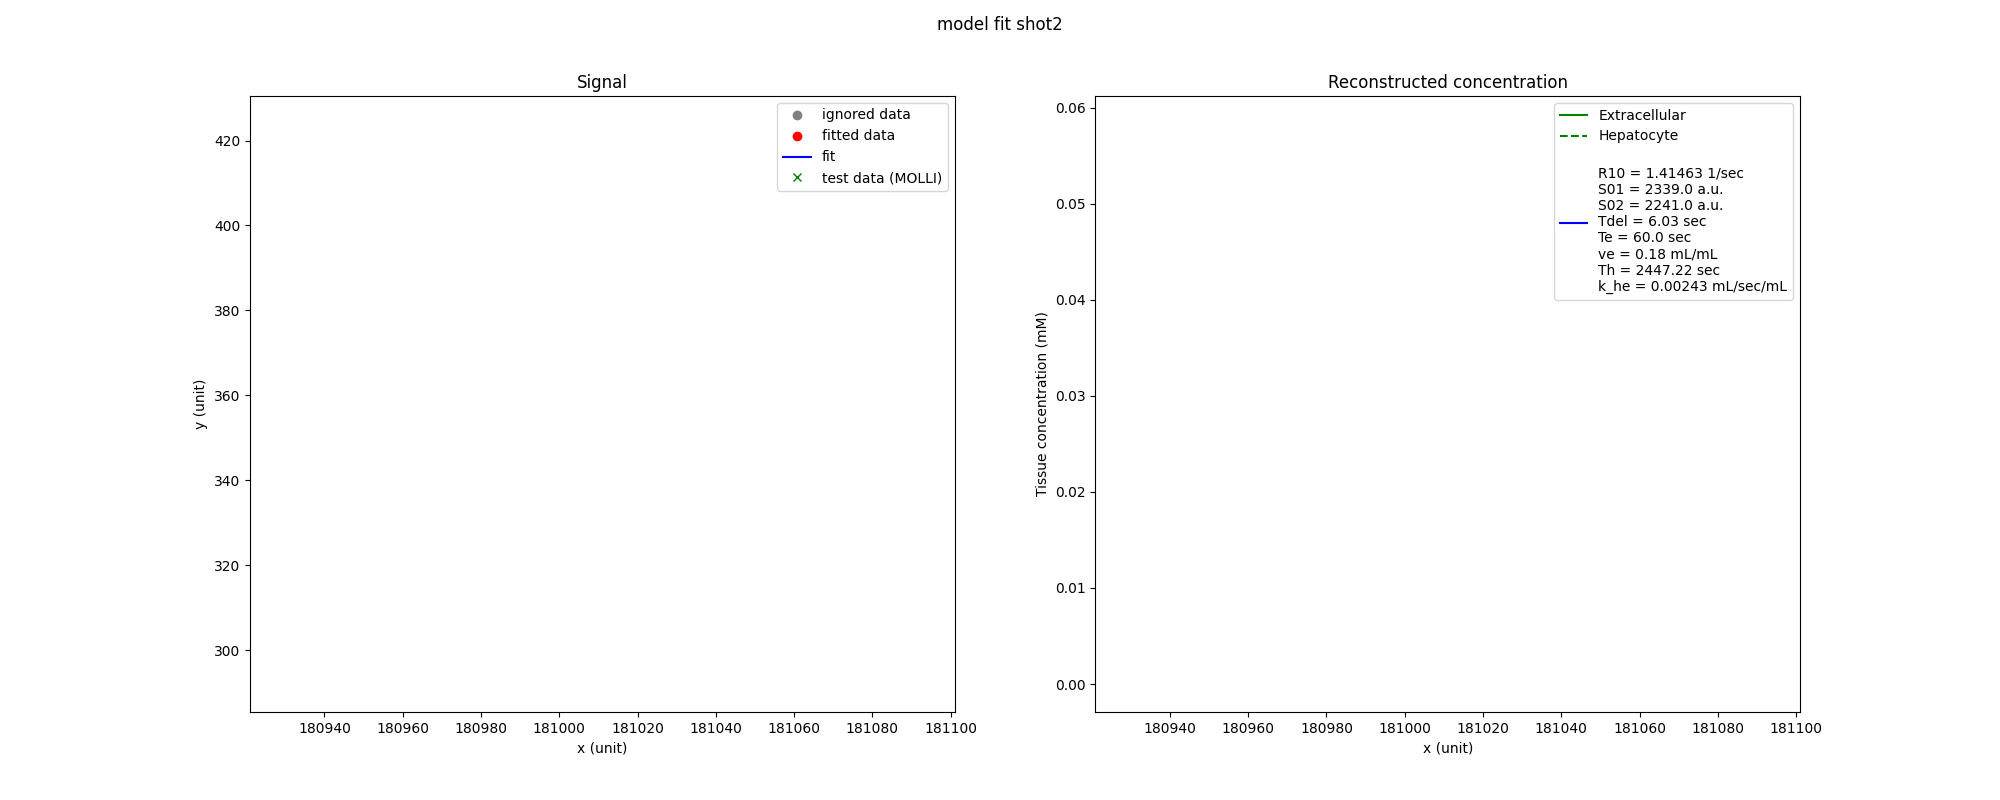 model fit shot2
Signal
420
400
380
360
340
320
300
y (unit)
180940 180960 180980 181000 181020 181040 181060 181080 181100
x (unit)
ignored data
fitted data
fit
test data (MOLLI)
Reconstructed concentration
0.06
0.05
0.04
0.03
0.02
0.01
0.00
Tissue concentration (mM)
180940 180960 180980 181000 181020 181040 181060 181080 181100
x (unit)
Extracellular
Hepatocyte
R10 = 1.41463 1/sec
S01 = 2339.0 a.u.
S02 = 2241.0 a.u.
Tdel = 6.03 sec
Te = 60.0 sec
ve = 0.18 mL/mL
Th = 2447.22 sec
k_he = 0.00243 mL/sec/mL